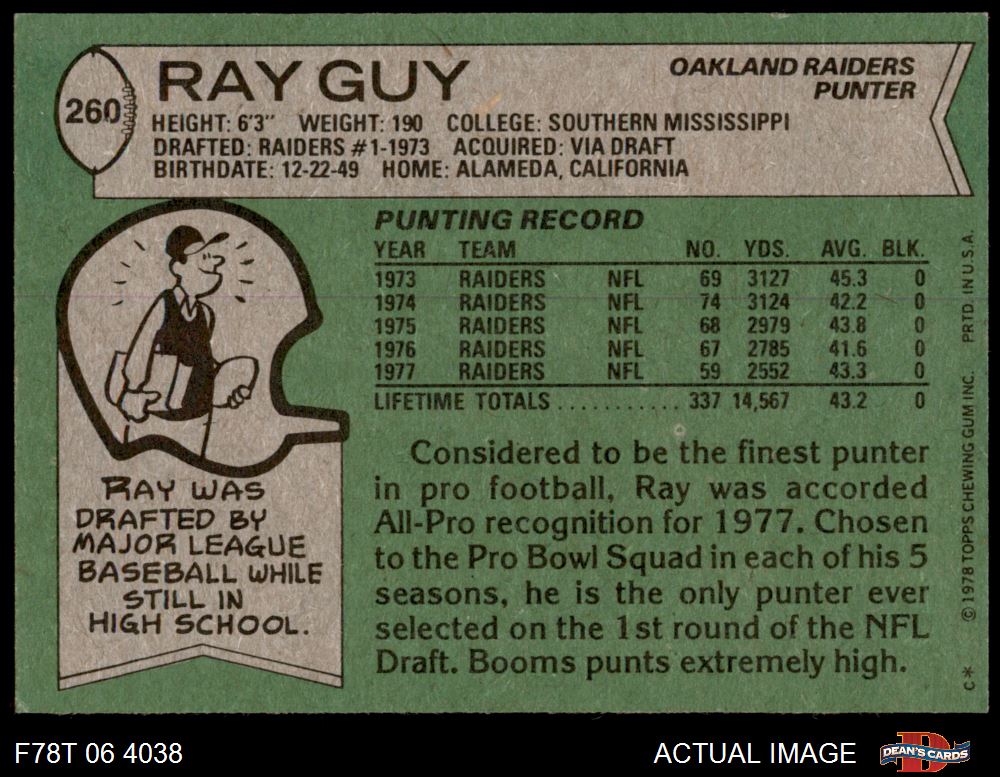 260
RAY GUY
OAKLAND RAIDERS
PUNTER
HEIGHT: 6'3" WEIGHT: 190 COLLEGE: SOUTHERN MISSISSIPPI
DRAFTED: RAIDERS #1-1973 ACQUIRED: VIA DRAFT
BIRTHDATE: 12-22-49 HOME: ALAMEDA, CALIFORNIA
PUNTING RECORD
YEAR TEAM NO. YDS. AVG. BLK.
1973 RAIDERS NFL 69 3127 45.3 0
1974 RAIDERS NFL 74 3124 42.2 0
1975 RAIDERS NFL 68 2979 43.8 0
1976 RAIDERS NFL 67 2785 41.6 0
1977 RAIDERS NFL 59 2552 43.3 0
LIFETIME TOTALS ........... 337 14,567 43.2 0
RAY WAS
DRAFTED BY
MAJOR LEAGUE
BASEBALL WHILE
STILL IN
HIGH SCHOOL.
Considered to be the finest punter
in pro football, Ray was accorded
All-Pro recognition for 1977. Chosen
to the Pro Bowl Squad in each of his 5
seasons, he is the only punter ever
selected on the 1st round of the NFL
Draft. Booms punts extremely high.
C* © 1978 TOPPS CHEWING GUM INC. PRTD. IN U.S.A.
F78T 06 4038
ACTUAL IMAGE
D
DEAN'S CARDS